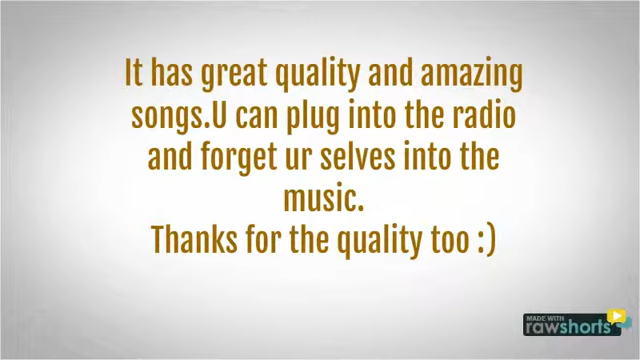 It has great quality and amazing
songs.U can plug into the radio
and forget ur selves into the
music.
Thanks for the quality too :)
MADE WITH
rawshorts